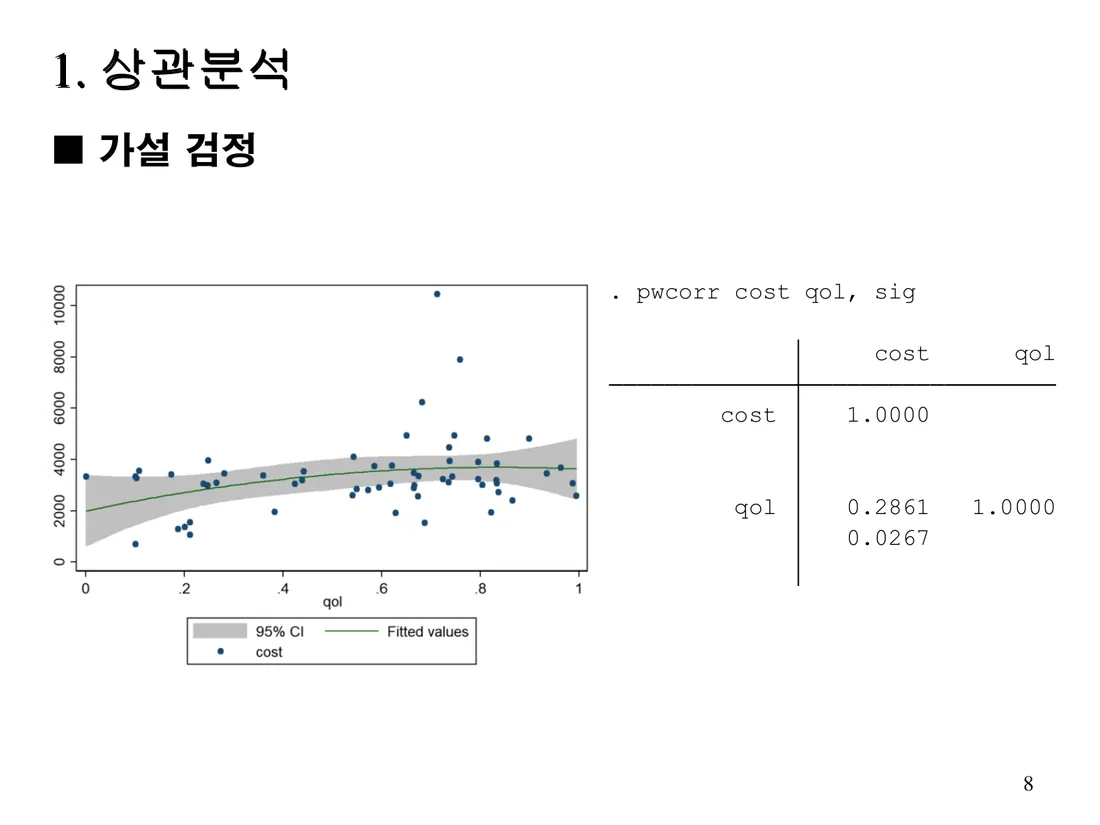 1. 상관분석
■ 가설 검정
10000
8000
6000
4000
2000
0
0 .2 .4 .6 .8 1
qol
95% CI Fitted values
cost
. pwcorr cost qol, sig
cost qol
cost 1.0000
qol 0.2861 1.0000
0.0267
8